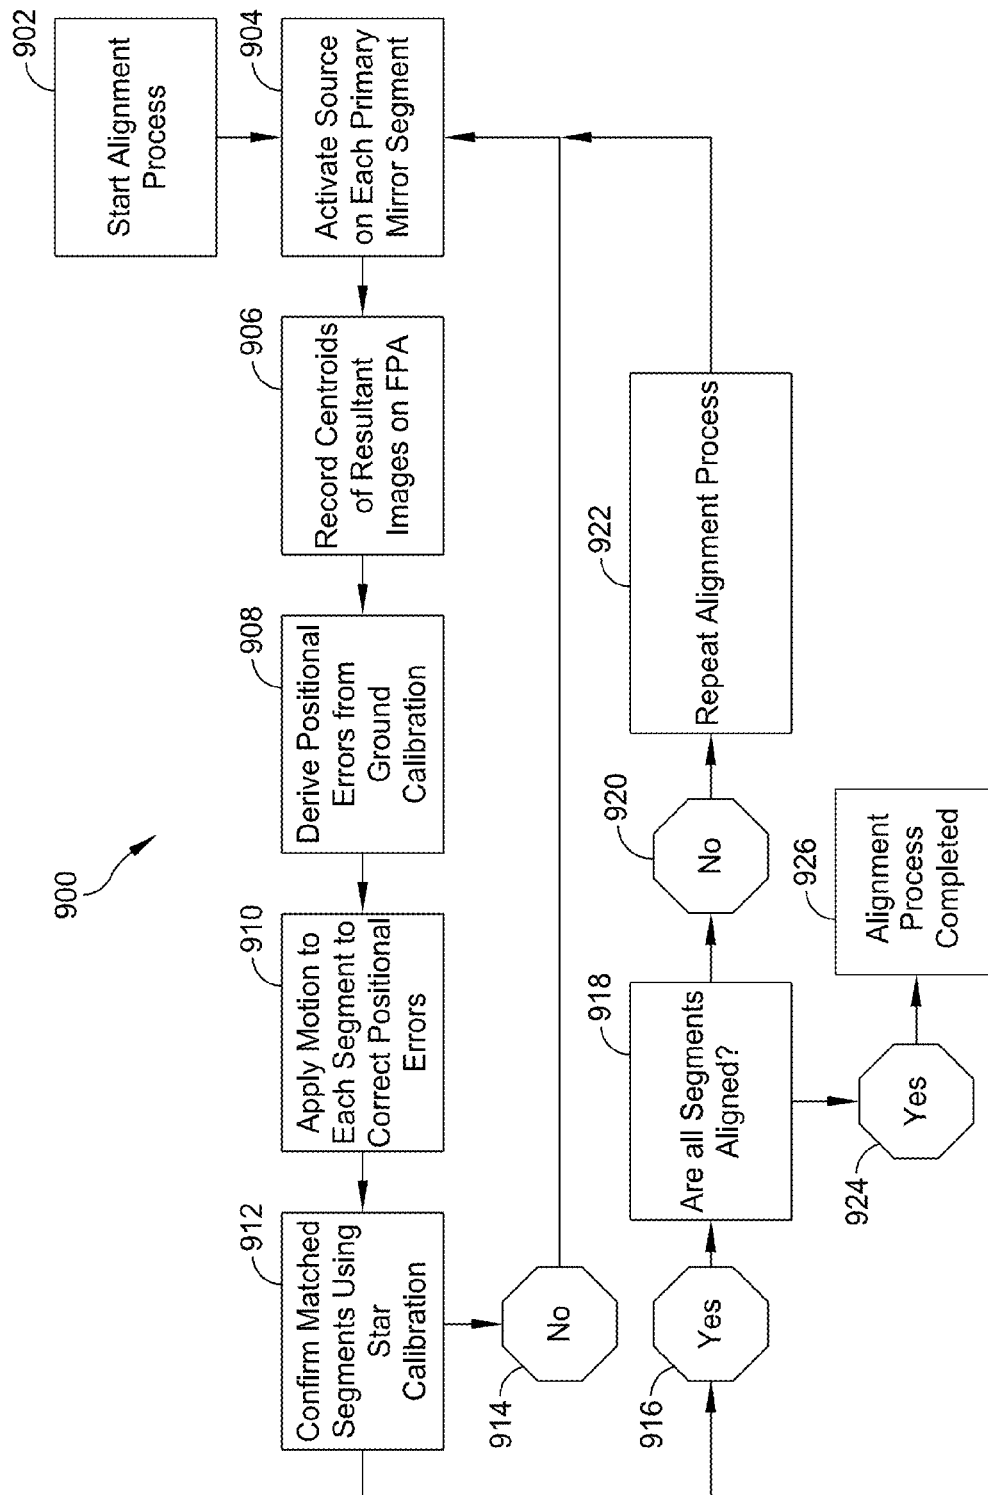 900
902
Start Alignment
Process
904
Activate Source
on Each Primary
Mirror Segment
906
Record Centroids
of Resultant
Images on FPA
908
Derive Positional
Errors from
Ground
Calibration
910
Apply Motion to
Each Segment to
Correct Positional
Errors
912
Confirm Matched
Segments Using
Star
Calibration
914
No
916
Yes
918
Are all Segments
Aligned?
920
No
922
Repeat Alignment Process
924
Yes
926
Alignment
Process
Completed